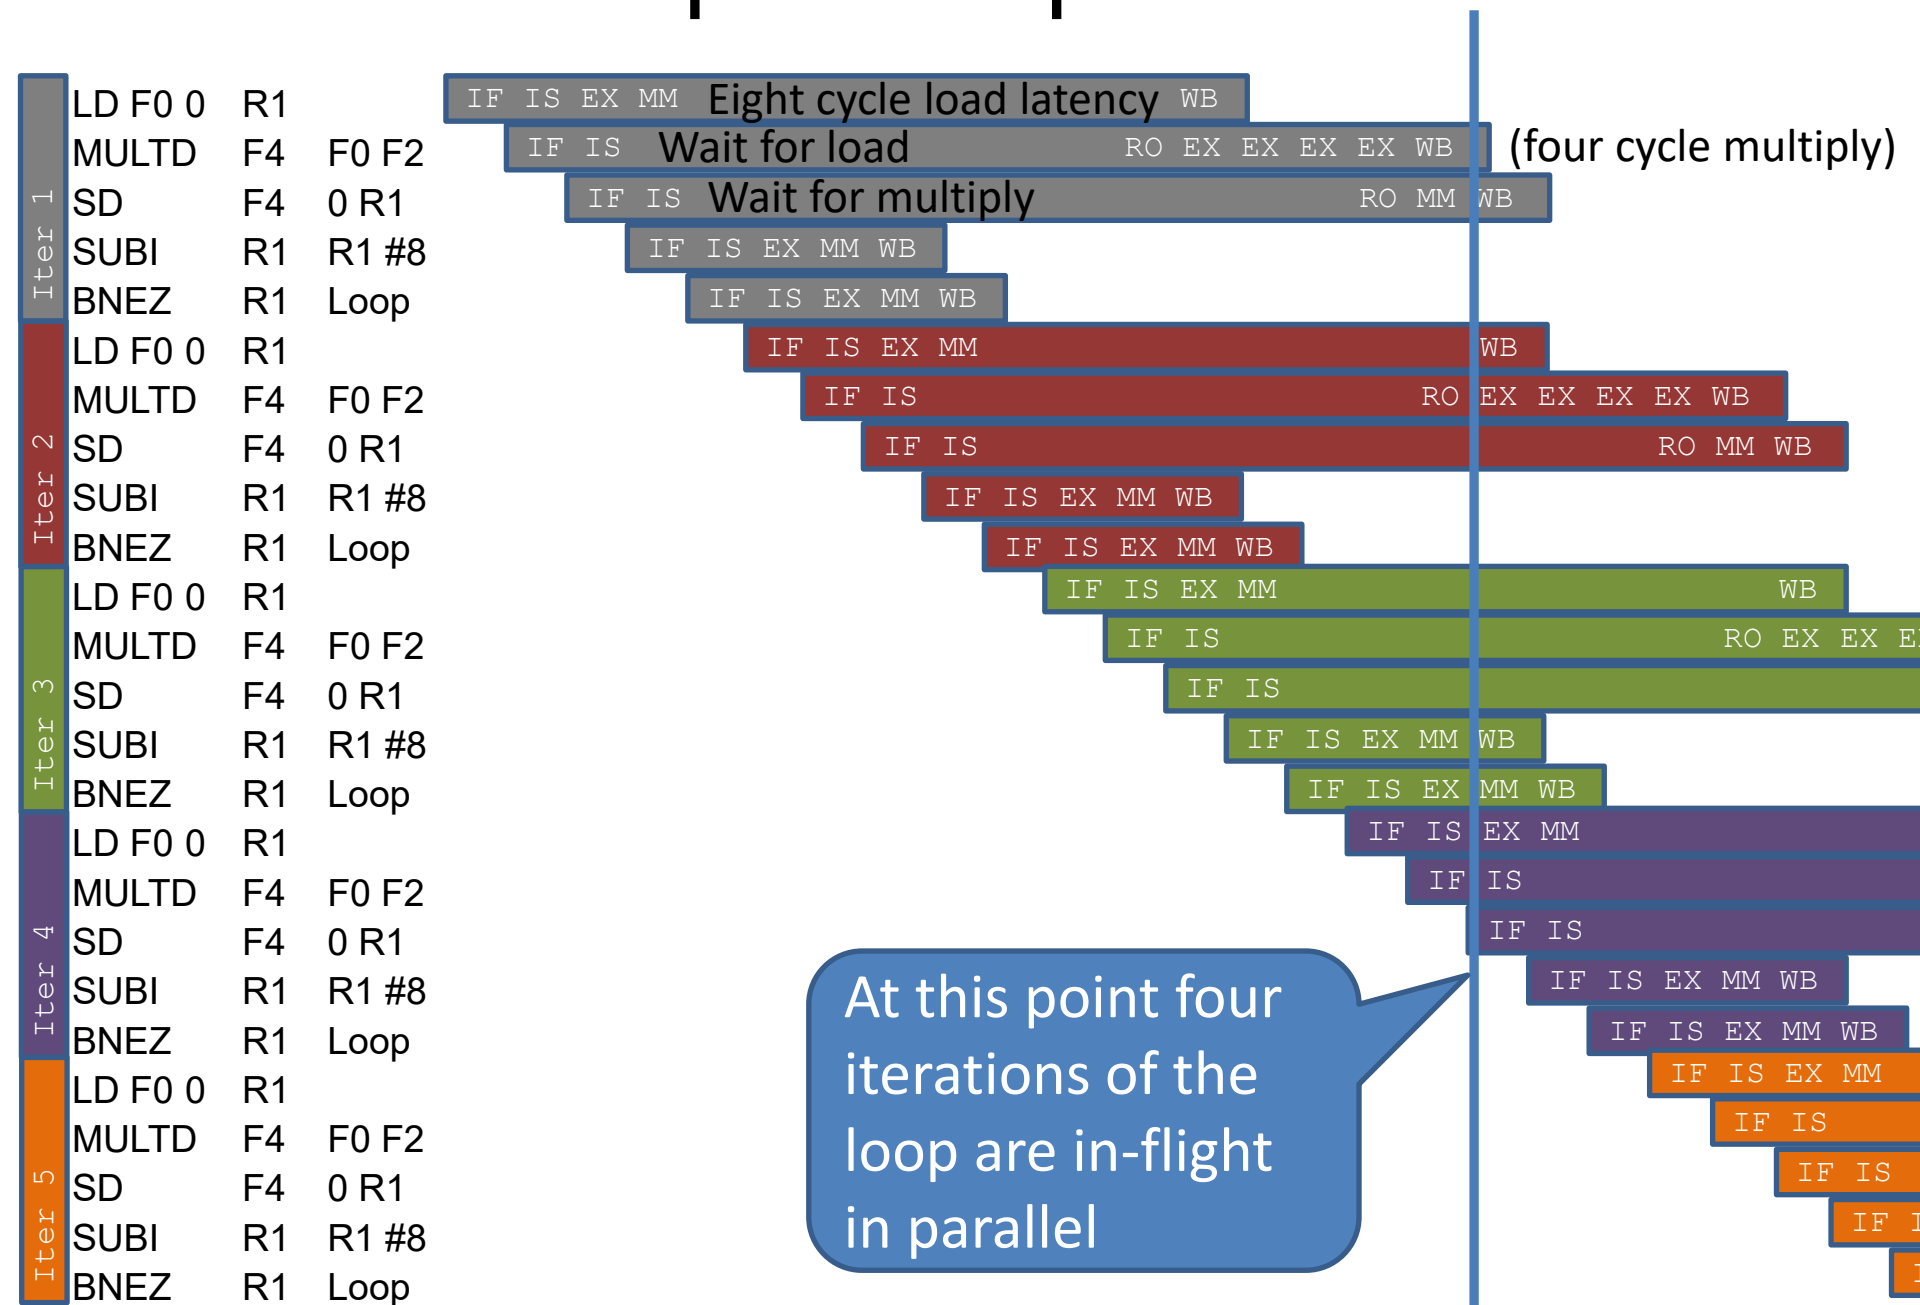 LD F0 0 R1 IF IS EX MM Eight cycle load latency WB
MULTD F4 F0 F2 IF IS Wait for load RO EX EX EX EX WB (four cycle multiply)
SD F4 0 R1 IF IS Wait for multiply RO MM WB
SUBI R1 R1 #8 IF IS EX MM WB
BNEZ R1 Loop IF IS EX MM WB
Iter 1
LD F0 0 R1 IF IS EX MM WB
MULTD F4 F0 F2 IF IS RO EX EX EX EX WB
SD F4 0 R1 IF IS RO MM WB
SUBI R1 R1 #8 IF IS EX MM WB
BNEZ R1 Loop IF IS EX MM WB
Iter 2
LD F0 0 R1 IF IS EX MM WB
MULTD F4 F0 F2 IF IS RO EX EX
SD F4 0 R1 IF IS
SUBI R1 R1 #8 IF IS EX MM WB
BNEZ R1 Loop IF IS EX MM WB
Iter 3
LD F0 0 R1 IF IS EX MM
MULTD F4 F0 F2 IF IS
SD F4 0 R1 IF IS
SUBI R1 R1 #8 IF IS EX MM WB
BNEZ R1 Loop IF IS EX MM WB
Iter 4
LD F0 0 R1 IF IS EX MM
MULTD F4 F0 F2 IF IS
SD F4 0 R1 IF IS
SUBI R1 R1 #8 IF
BNEZ R1 Loop
Iter 5
At this point four
iterations of the
loop are in-flight
in parallel